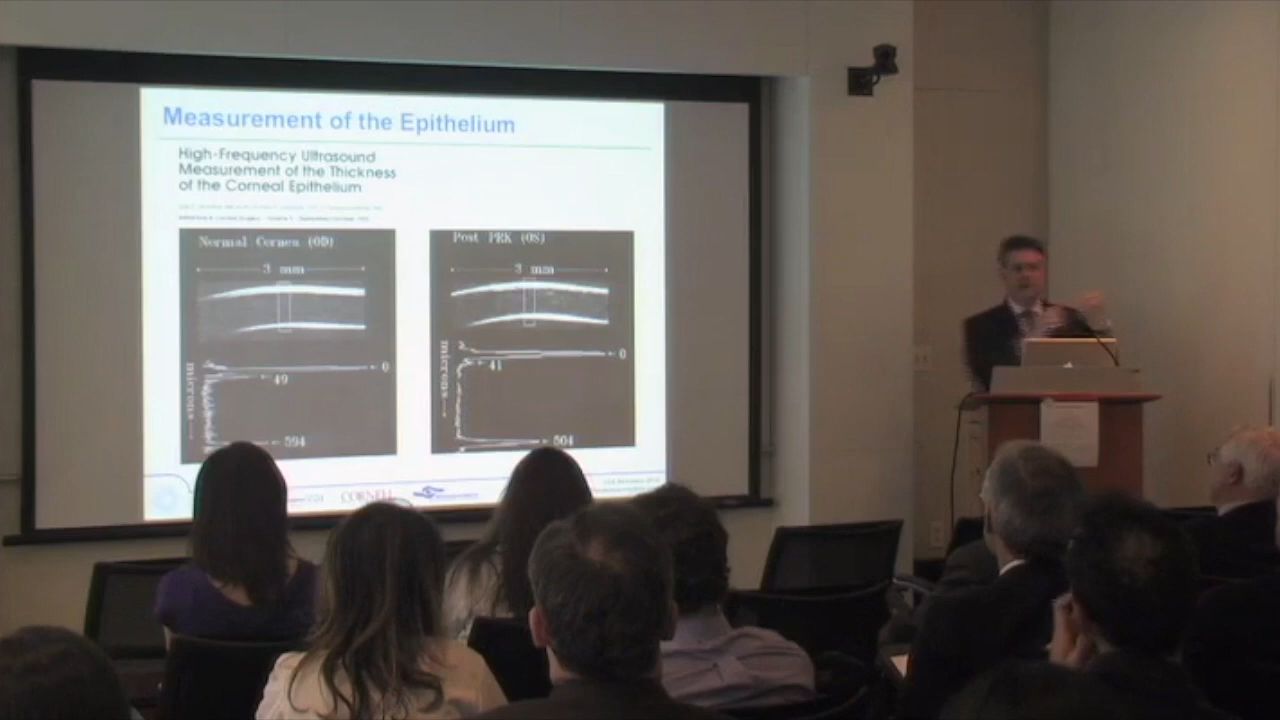 Measurement of the Epithelium
High-Frequency Ultrasound
Measurement of the Thickness
of the Corneal Epithelium
Normal Cornea (OD)
3 mm
0
49
microns
594
Post PRK (OS)
3 mm
0
41
microns
504
CORNELL